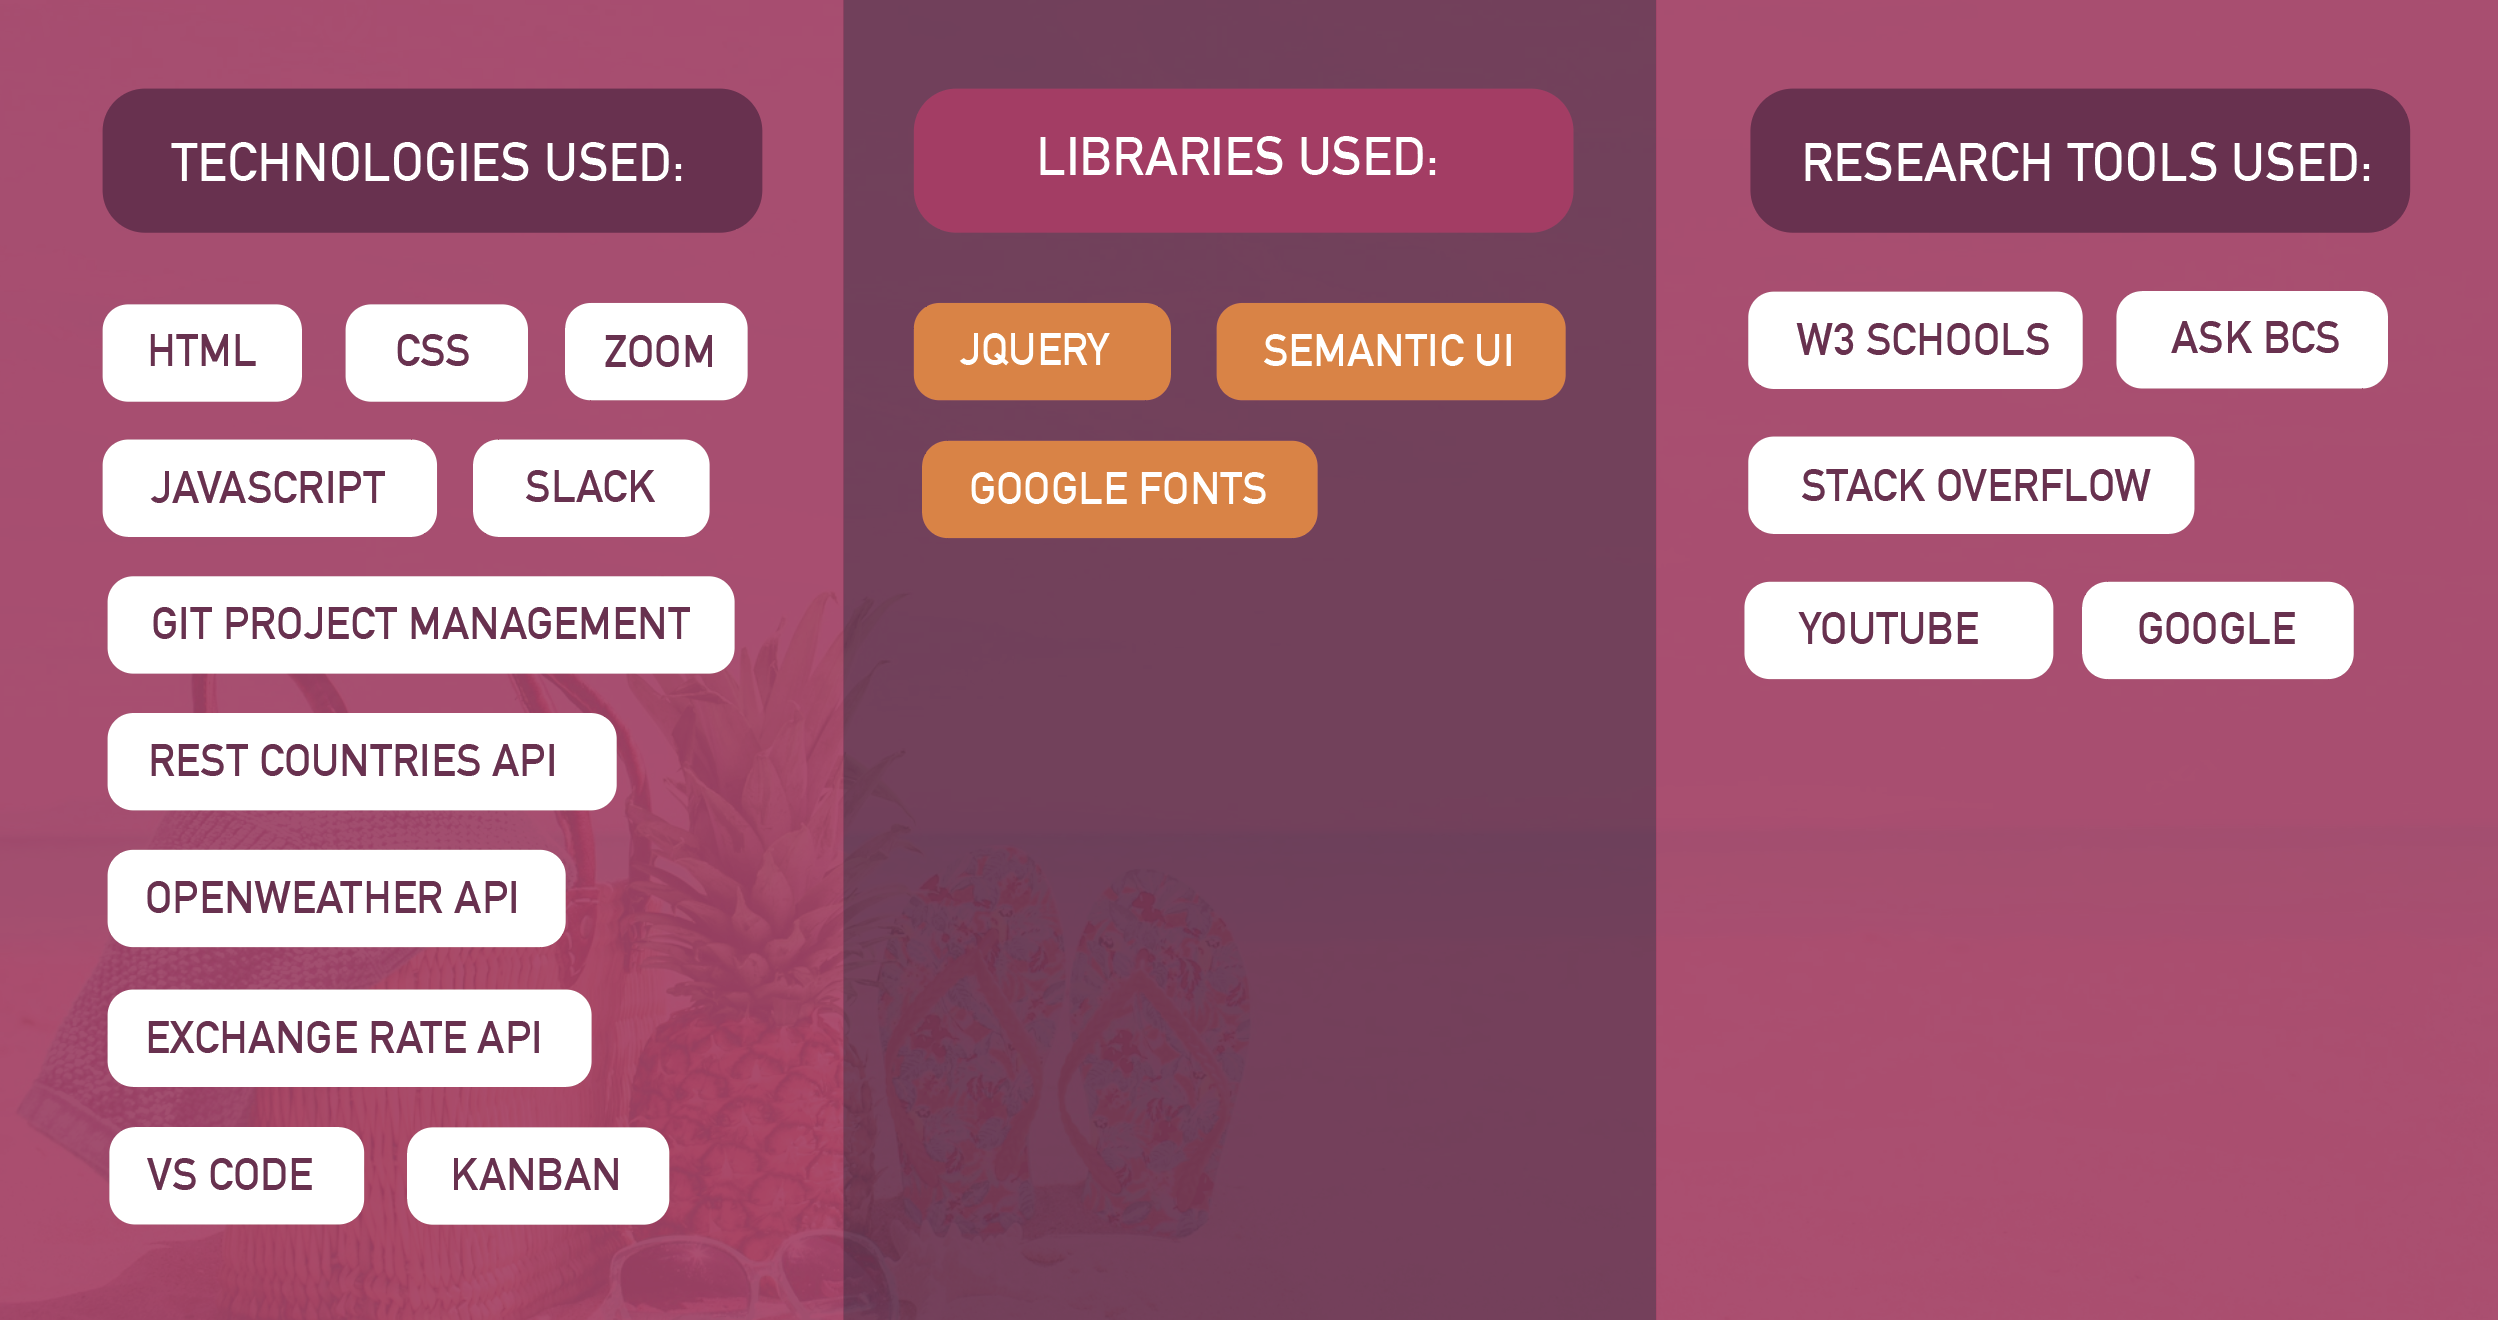 TECHNOLOGIES USED:
HTML
CSS
ZOOM
JAVASCRIPT
SLACK
GIT PROJECT MANAGEMENT
REST COUNTRIES API
OPENWEATHER API
EXCHANGE RATE API
VS CODE
KANBAN
LIBRARIES USED:
JQUERY
SEMANTIC UI
GOOGLE FONTS
RESEARCH TOOLS USED:
W3 SCHOOLS
ASK BCS
STACK OVERFLOW
YOUTUBE
GOOGLE